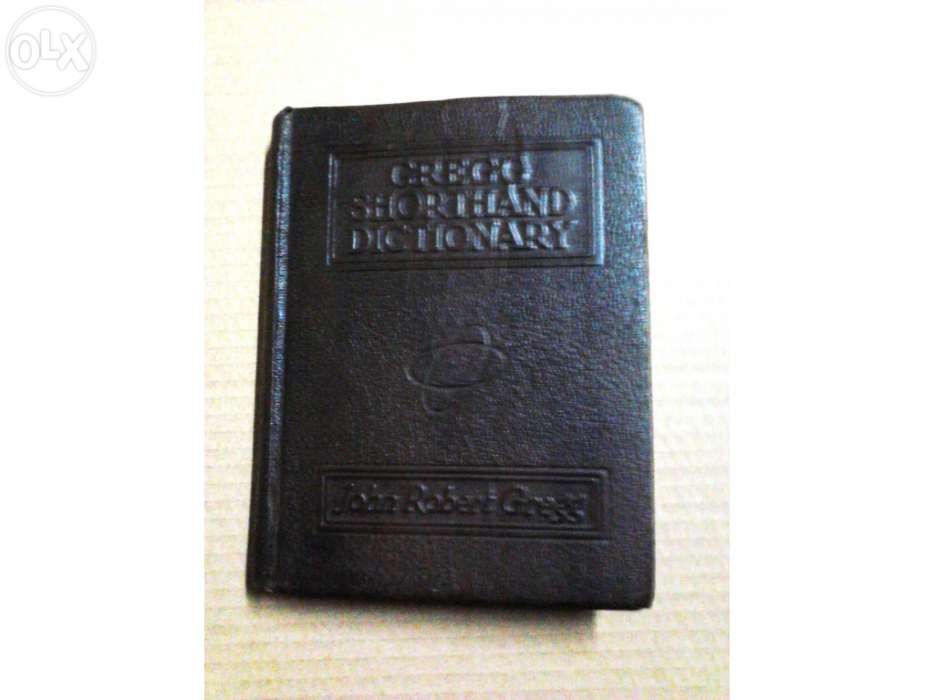 OLX
GREGG
SHORTHAND
DICTIONARY
John Robert Gregg